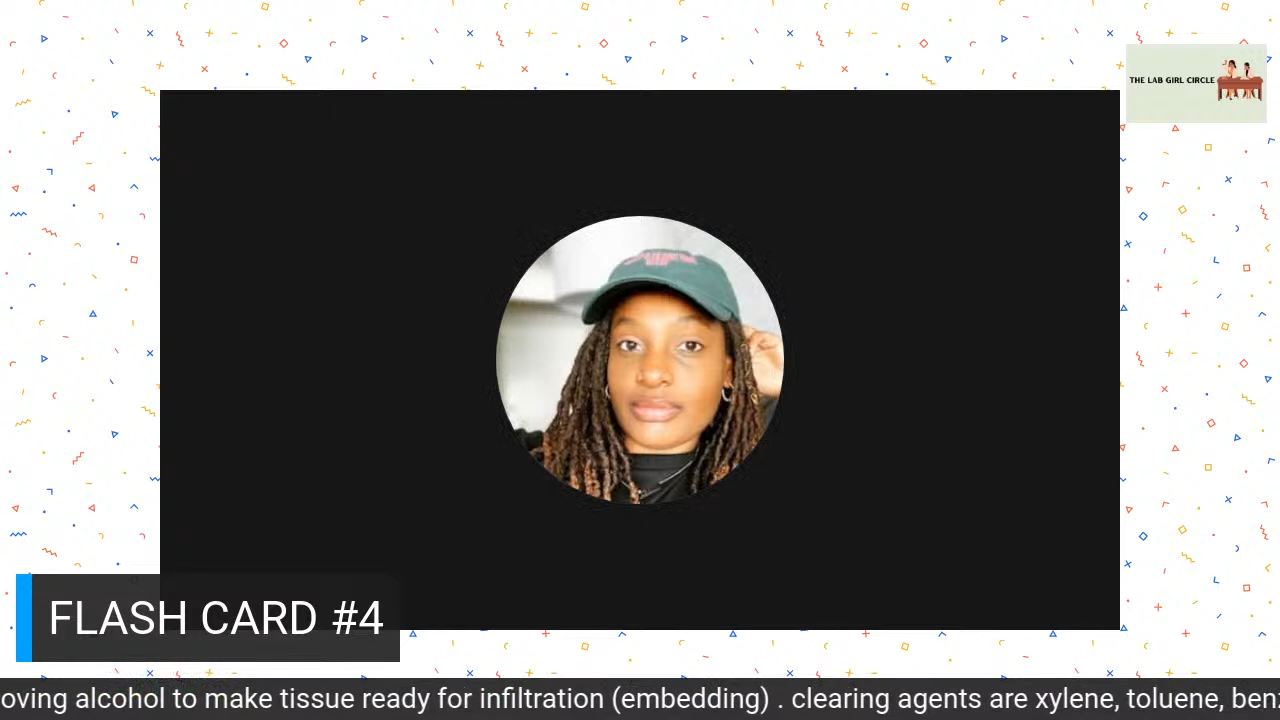 THE LAB GIRL CIRCLE
FLASH CARD #4
alcohol to make tissue ready for infiltration (embedding) . clearing agents are xylene, toluene,